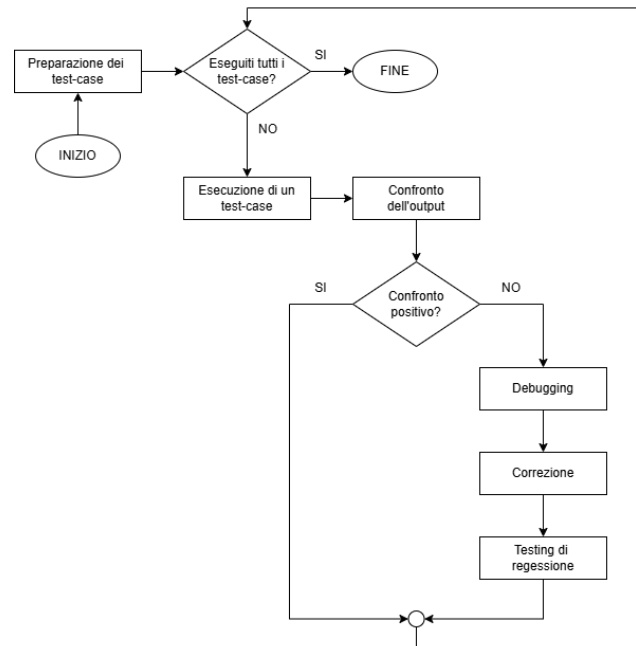 Preparazione dei
test-case
Eseguiti tutti i
test-case?
SI
FINE
INIZIO
NO
Esecuzione di un
test-case
Confronto
dell'output
SI
Confronto
positivo?
NO
Debugging
Correzione
Testing di
regressione